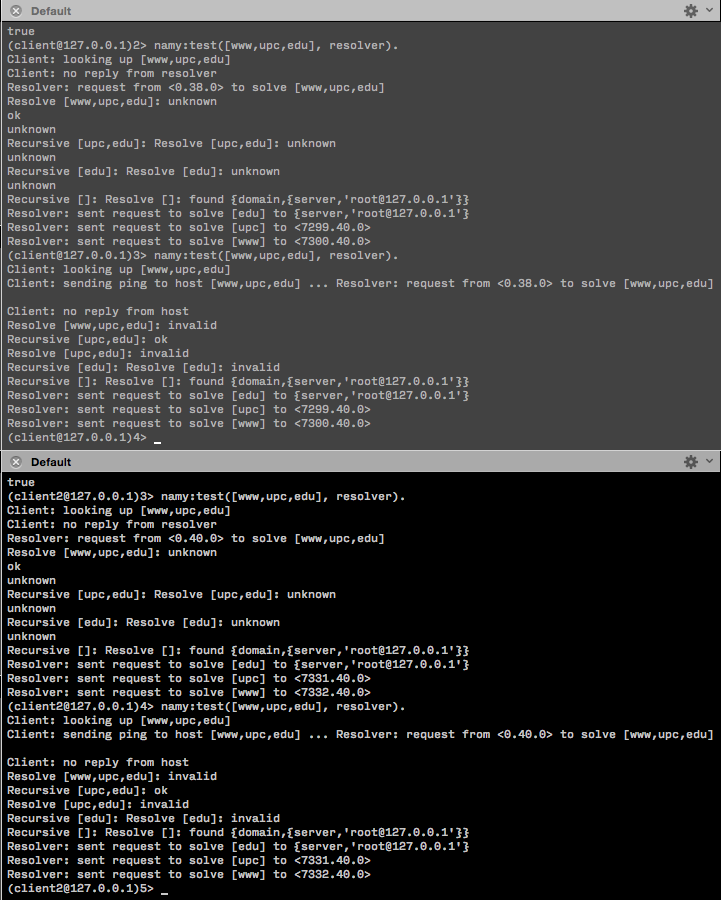 Default
true
(client@127.0.0.1)2> namy:test([www,upc,edu], resolver).
Client: looking up [www,upc,edu]
Client: no reply from resolver
Resolver: request from <0.38.0> to solve [www,upc,edu]
Resolve [www,upc,edu]: unknown
ok
unknown
Recursive [upc,edu]: Resolve [upc,edu]: unknown
unknown
Recursive [edu]: Resolve [edu]: unknown
unknown
Recursive []: Resolve []: found {domain,{server,'root@127.0.0.1'}}
Resolver: sent request to solve [edu] to {server,'root@127.0.0.1'}
Resolver: sent request to solve [upc] to <7299.40.0>
Resolver: sent request to solve [www] to <7300.40.0>
(client@127.0.0.1)3> namy:test([www,upc,edu], resolver).
Client: looking up [www,upc,edu]
Client: sending ping to host [www,upc,edu] ... Resolver: request from <0.38.0> to solve [www,upc,edu]
Client: no reply from host
Resolve [www,upc,edu]: invalid
Recursive [upc,edu]: ok
Resolve [upc,edu]: invalid
Recursive [edu]: Resolve [edu]: invalid
Recursive []: Resolve []: found {domain,{server,'root@127.0.0.1'}}
Resolver: sent request to solve [edu] to {server,'root@127.0.0.1'}
Resolver: sent request to solve [upc] to <7299.40.0>
Resolver: sent request to solve [www] to <7300.40.0>
(client@127.0.0.1)4> _
Default
true
(client2@127.0.0.1)3> namy:test([www,upc,edu], resolver).
Client: looking up [www,upc,edu]
Client: no reply from resolver
Resolver: request from <0.40.0> to solve [www,upc,edu]
Resolve [www,upc,edu]: unknown
ok
unknown
Recursive [upc,edu]: Resolve [upc,edu]: unknown
unknown
Recursive [edu]: Resolve [edu]: unknown
unknown
Recursive []: Resolve []: found {domain,{server,'root@127.0.0.1'}}
Resolver: sent request to solve [edu] to {server,'root@127.0.0.1'}
Resolver: sent request to solve [upc] to <7331.40.0>
Resolver: sent request to solve [www] to <7332.40.0>
(client2@127.0.0.1)4> namy:test([www,upc,edu], resolver).
Client: looking up [www,upc,edu]
Client: sending ping to host [www,upc,edu] ... Resolver: request from <0.40.0> to solve [www,upc,edu]
Client: no reply from host
Resolve [www,upc,edu]: invalid
Recursive [upc,edu]: ok
Resolve [upc,edu]: invalid
Recursive [edu]: Resolve [edu]: invalid
Recursive []: Resolve []: found {domain,{server,'root@127.0.0.1'}}
Resolver: sent request to solve [edu] to {server,'root@127.0.0.1'}
Resolver: sent request to solve [upc] to <7331.40.0>
Resolver: sent request to solve [www] to <7332.40.0>
(client2@127.0.0.1)5> _